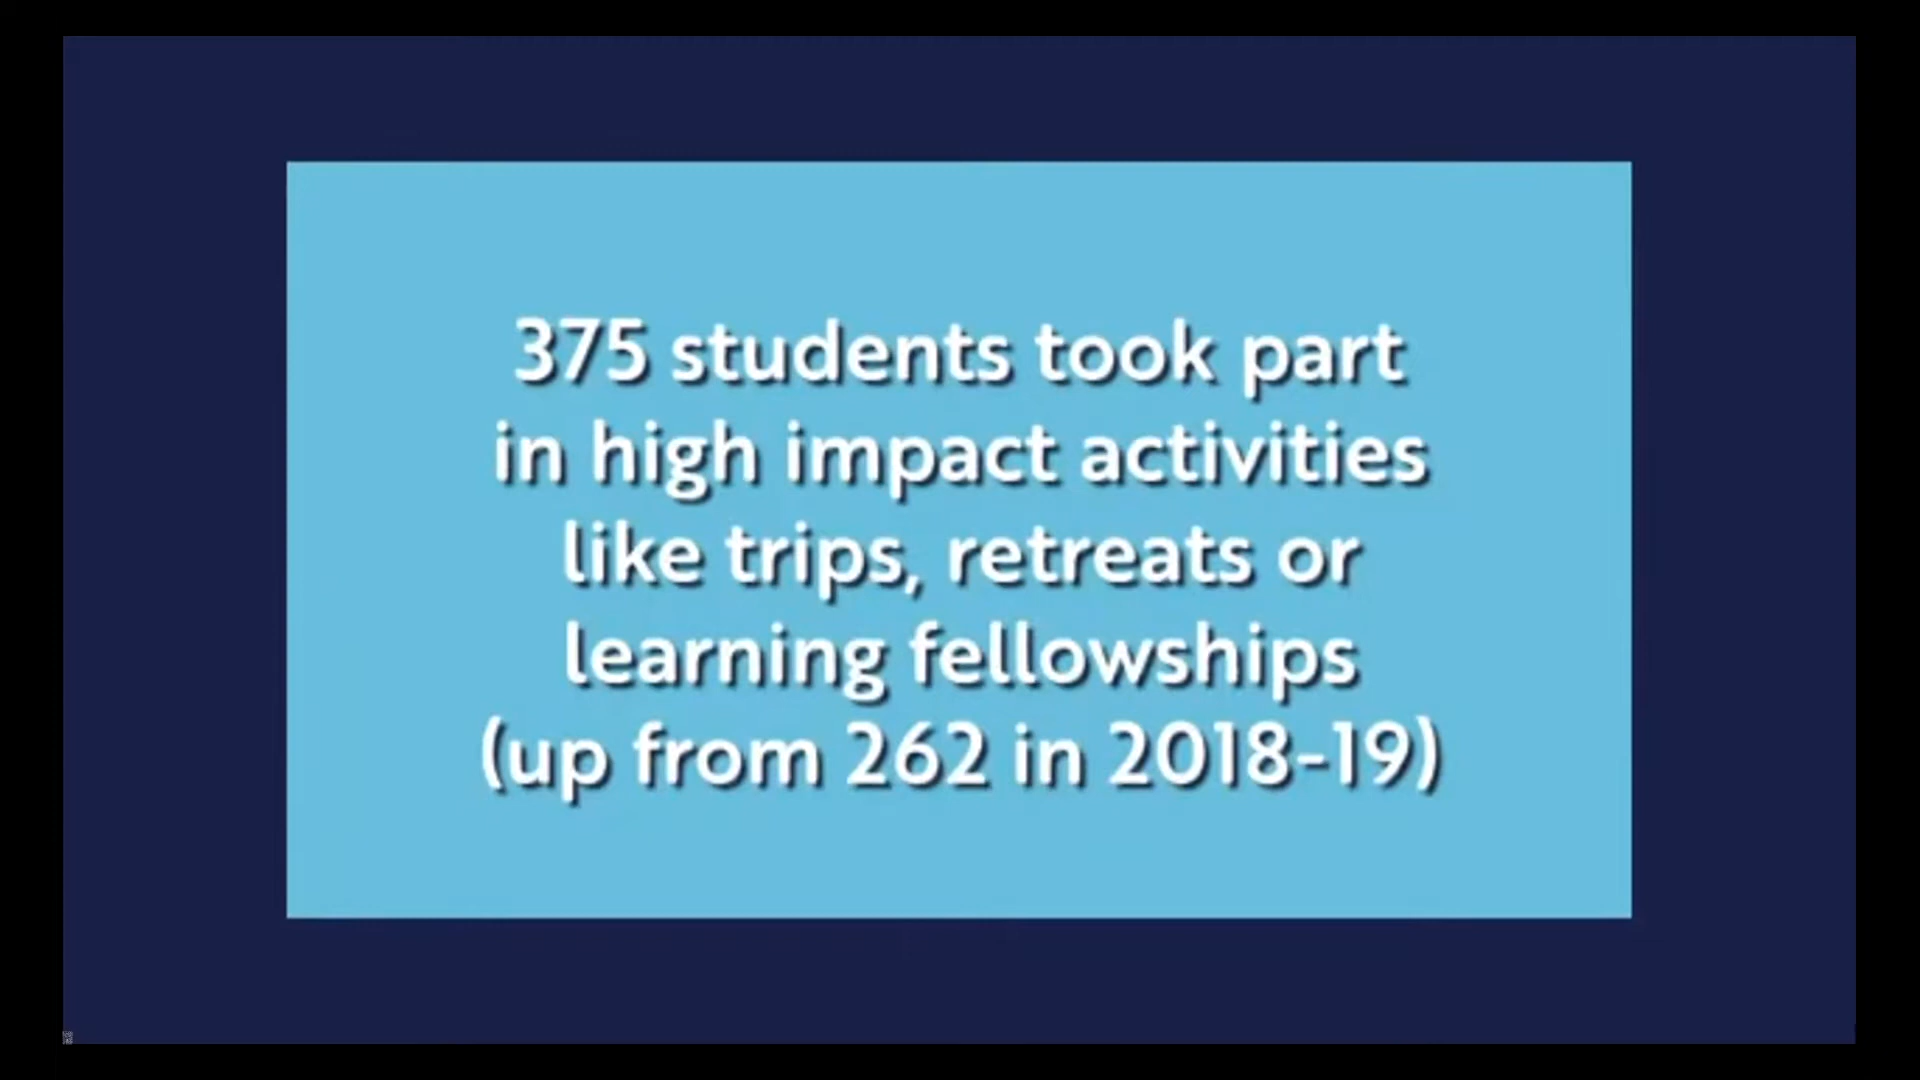 375 students took part
in high impact activities
like trips, retreats or
learning fellowships
(up from 262 in 2018-19)